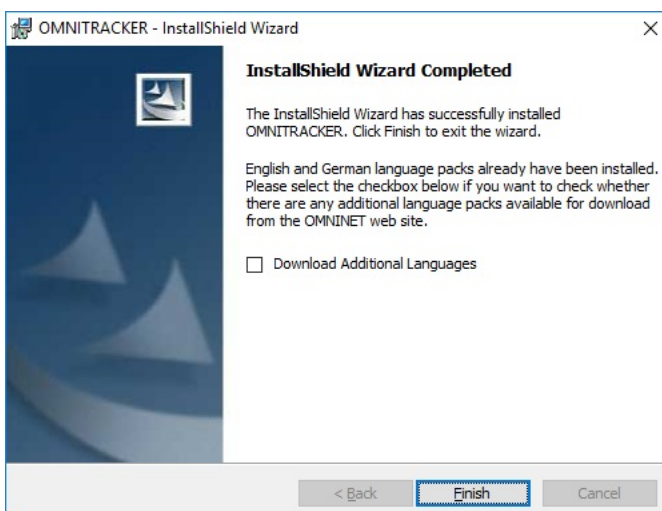 OMNITRACKER - InstallShield Wizard
InstallShield Wizard Completed
The InstallShield Wizard has successfully installed
OMNITRACKER. Click Finish to exit the wizard.
English and German language packs already have been installed.
Please select the checkbox below if you want to check whether
there are any additional language packs available for download
from the OMNINET web site.
Download Additional Languages
< Back Finish Cancel